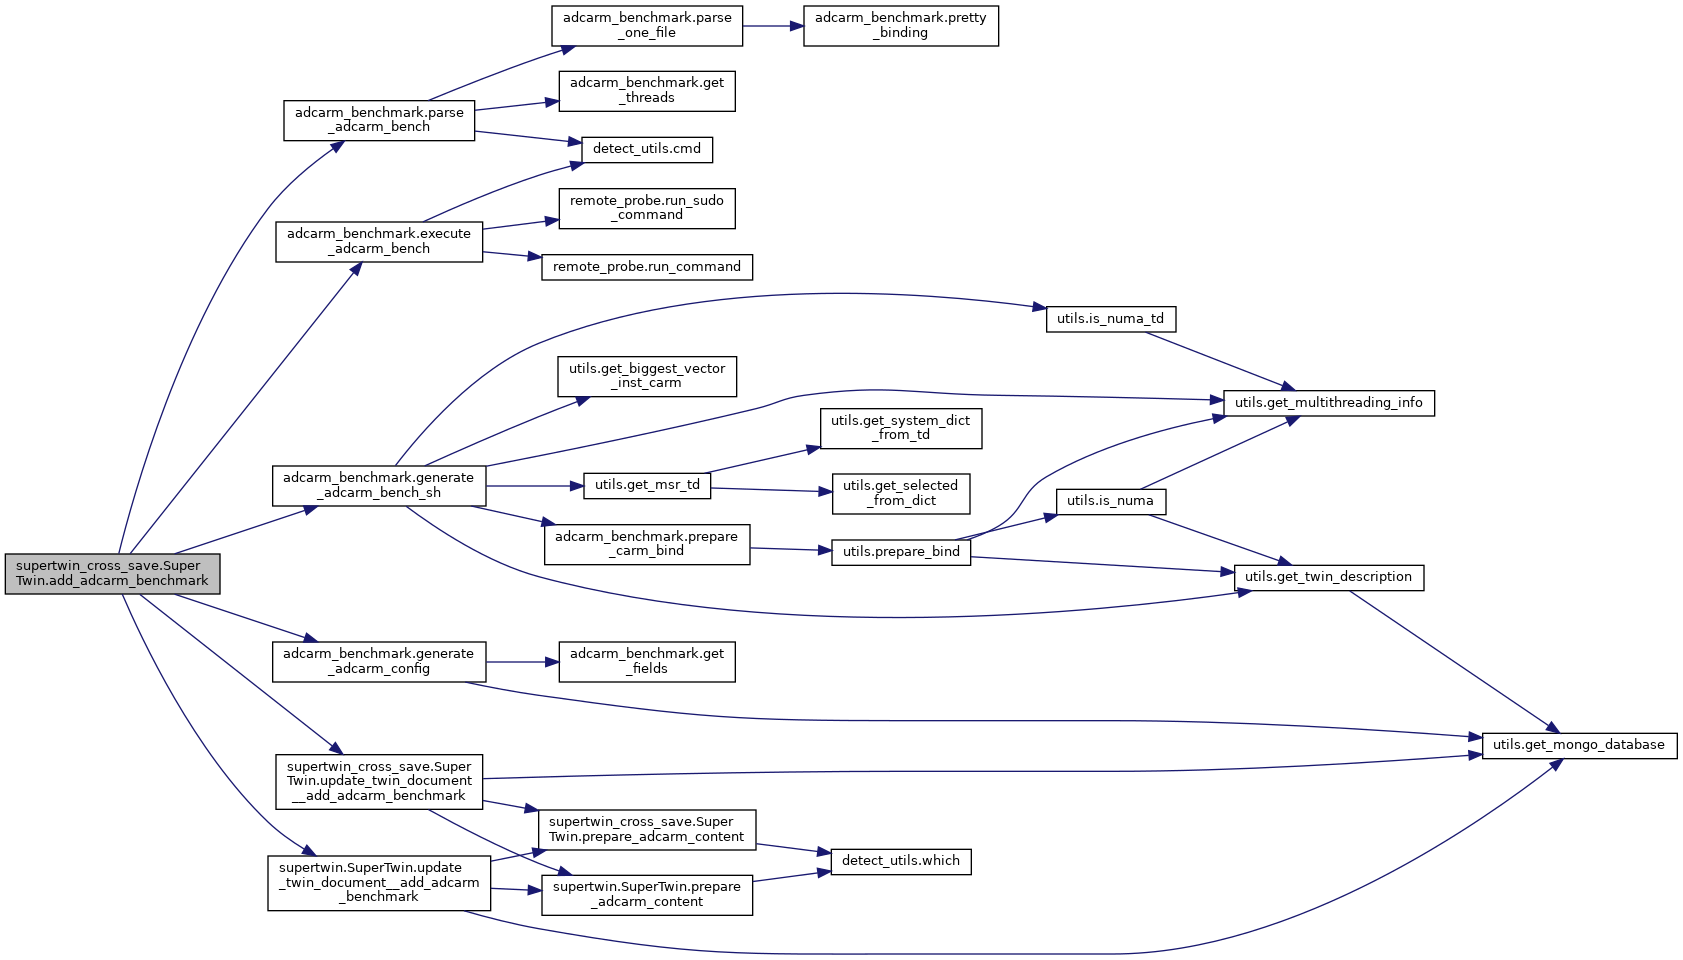 adcarm_benchmark.parse
_one_file
adcarm_benchmark.pretty
_binding
adcarm_benchmark.get
_threads
adcarm_benchmark.parse
_adcarm_bench
detect_utils.cmd
remote_probe.run_sudo
_command
adcarm_benchmark.execute
_adcarm_bench
remote_probe.run_command
utils.is_numa_td
utils.get_biggest_vector
_inst_carm
utils.get_multithreading_info
utils.get_system_dict
_from_td
adcarm_benchmark.generate
_adcarm_bench_sh
utils.get_msr_td
utils.get_selected
_from_dict
utils.is_numa
adcarm_benchmark.prepare
_carm_bind
utils.prepare_bind
supertwin_cross_save.Super
Twin.add_adcarm_benchmark
utils.get_twin_description
adcarm_benchmark.generate
_adcarm_config
adcarm_benchmark.get
_fields
utils.get_mongo_database
supertwin_cross_save.Super
Twin.update_twin_document
__add_adcarm_benchmark
supertwin_cross_save.Super
Twin.prepare_adcarm_content
detect_utils.which
supertwin.SuperTwin.update
_twin_document__add_adcarm
_benchmark
supertwin.SuperTwin.prepare
_adcarm_content